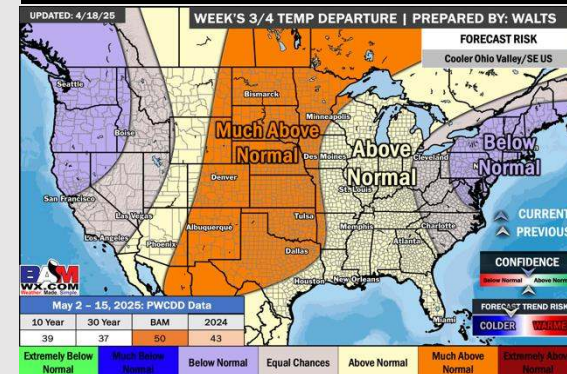 UPDATED: 4/18/25
WEEK'S 3/4 TEMP DEPARTURE | PREPARED BY: WALTS
FORECAST RISK
Cooler Ohio Valley/SE US
Seattle
Boise
Bismarck
Minneapolis
Much Above
Normal
Above
Normal
Below
Normal
Des Moines
Cleveland
Denver
St. Louis
San Francisco
Las Vegas
Los Angeles
Phoenix
Albuquerque
Tulsa
Memphis
Charlotte
Atlanta
Dallas
Houston
New Orleans
Miami
CURRENT
PREVIOUS
CONFIDENCE
Below Normal
Above Norm
FORECAST TREND RISK
COLDER
WARMER
BAM
WX.COM
Weather Made Simple
May 2 – 15, 2025: PWCDD Data
10 Year 30 Year BAM 2024
39 37 50 43
Extremely Below Normal
Much Below Normal
Below Normal
Equal Chances
Above Normal
Much Above Normal
Extremely Above Normal